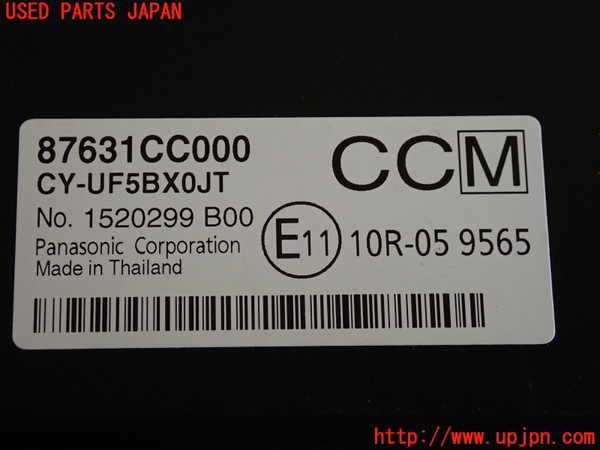 USED PARTS JAPAN
87631CC000
CY-UF5BX0JT
No. 1520299 B00
Panasonic Corporation
Made in Thailand
CCM
E11 10R-05 9565
http://www.upjpn.com/